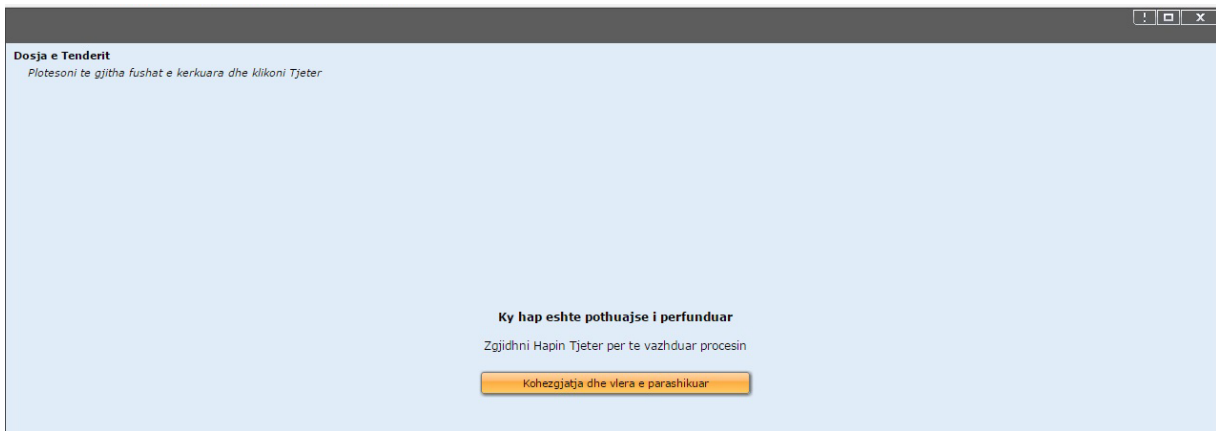 Dosja e Tenderit
Plotesoni te gjitha fushat e kerkuara dhe klikoni Tjeter
Ky hap eshte pothuajse i perfunduar
Zgjidhni Hapin Tjeter per te vazhduar procesin
Kohezgjatja dhe vlera e parashikuar